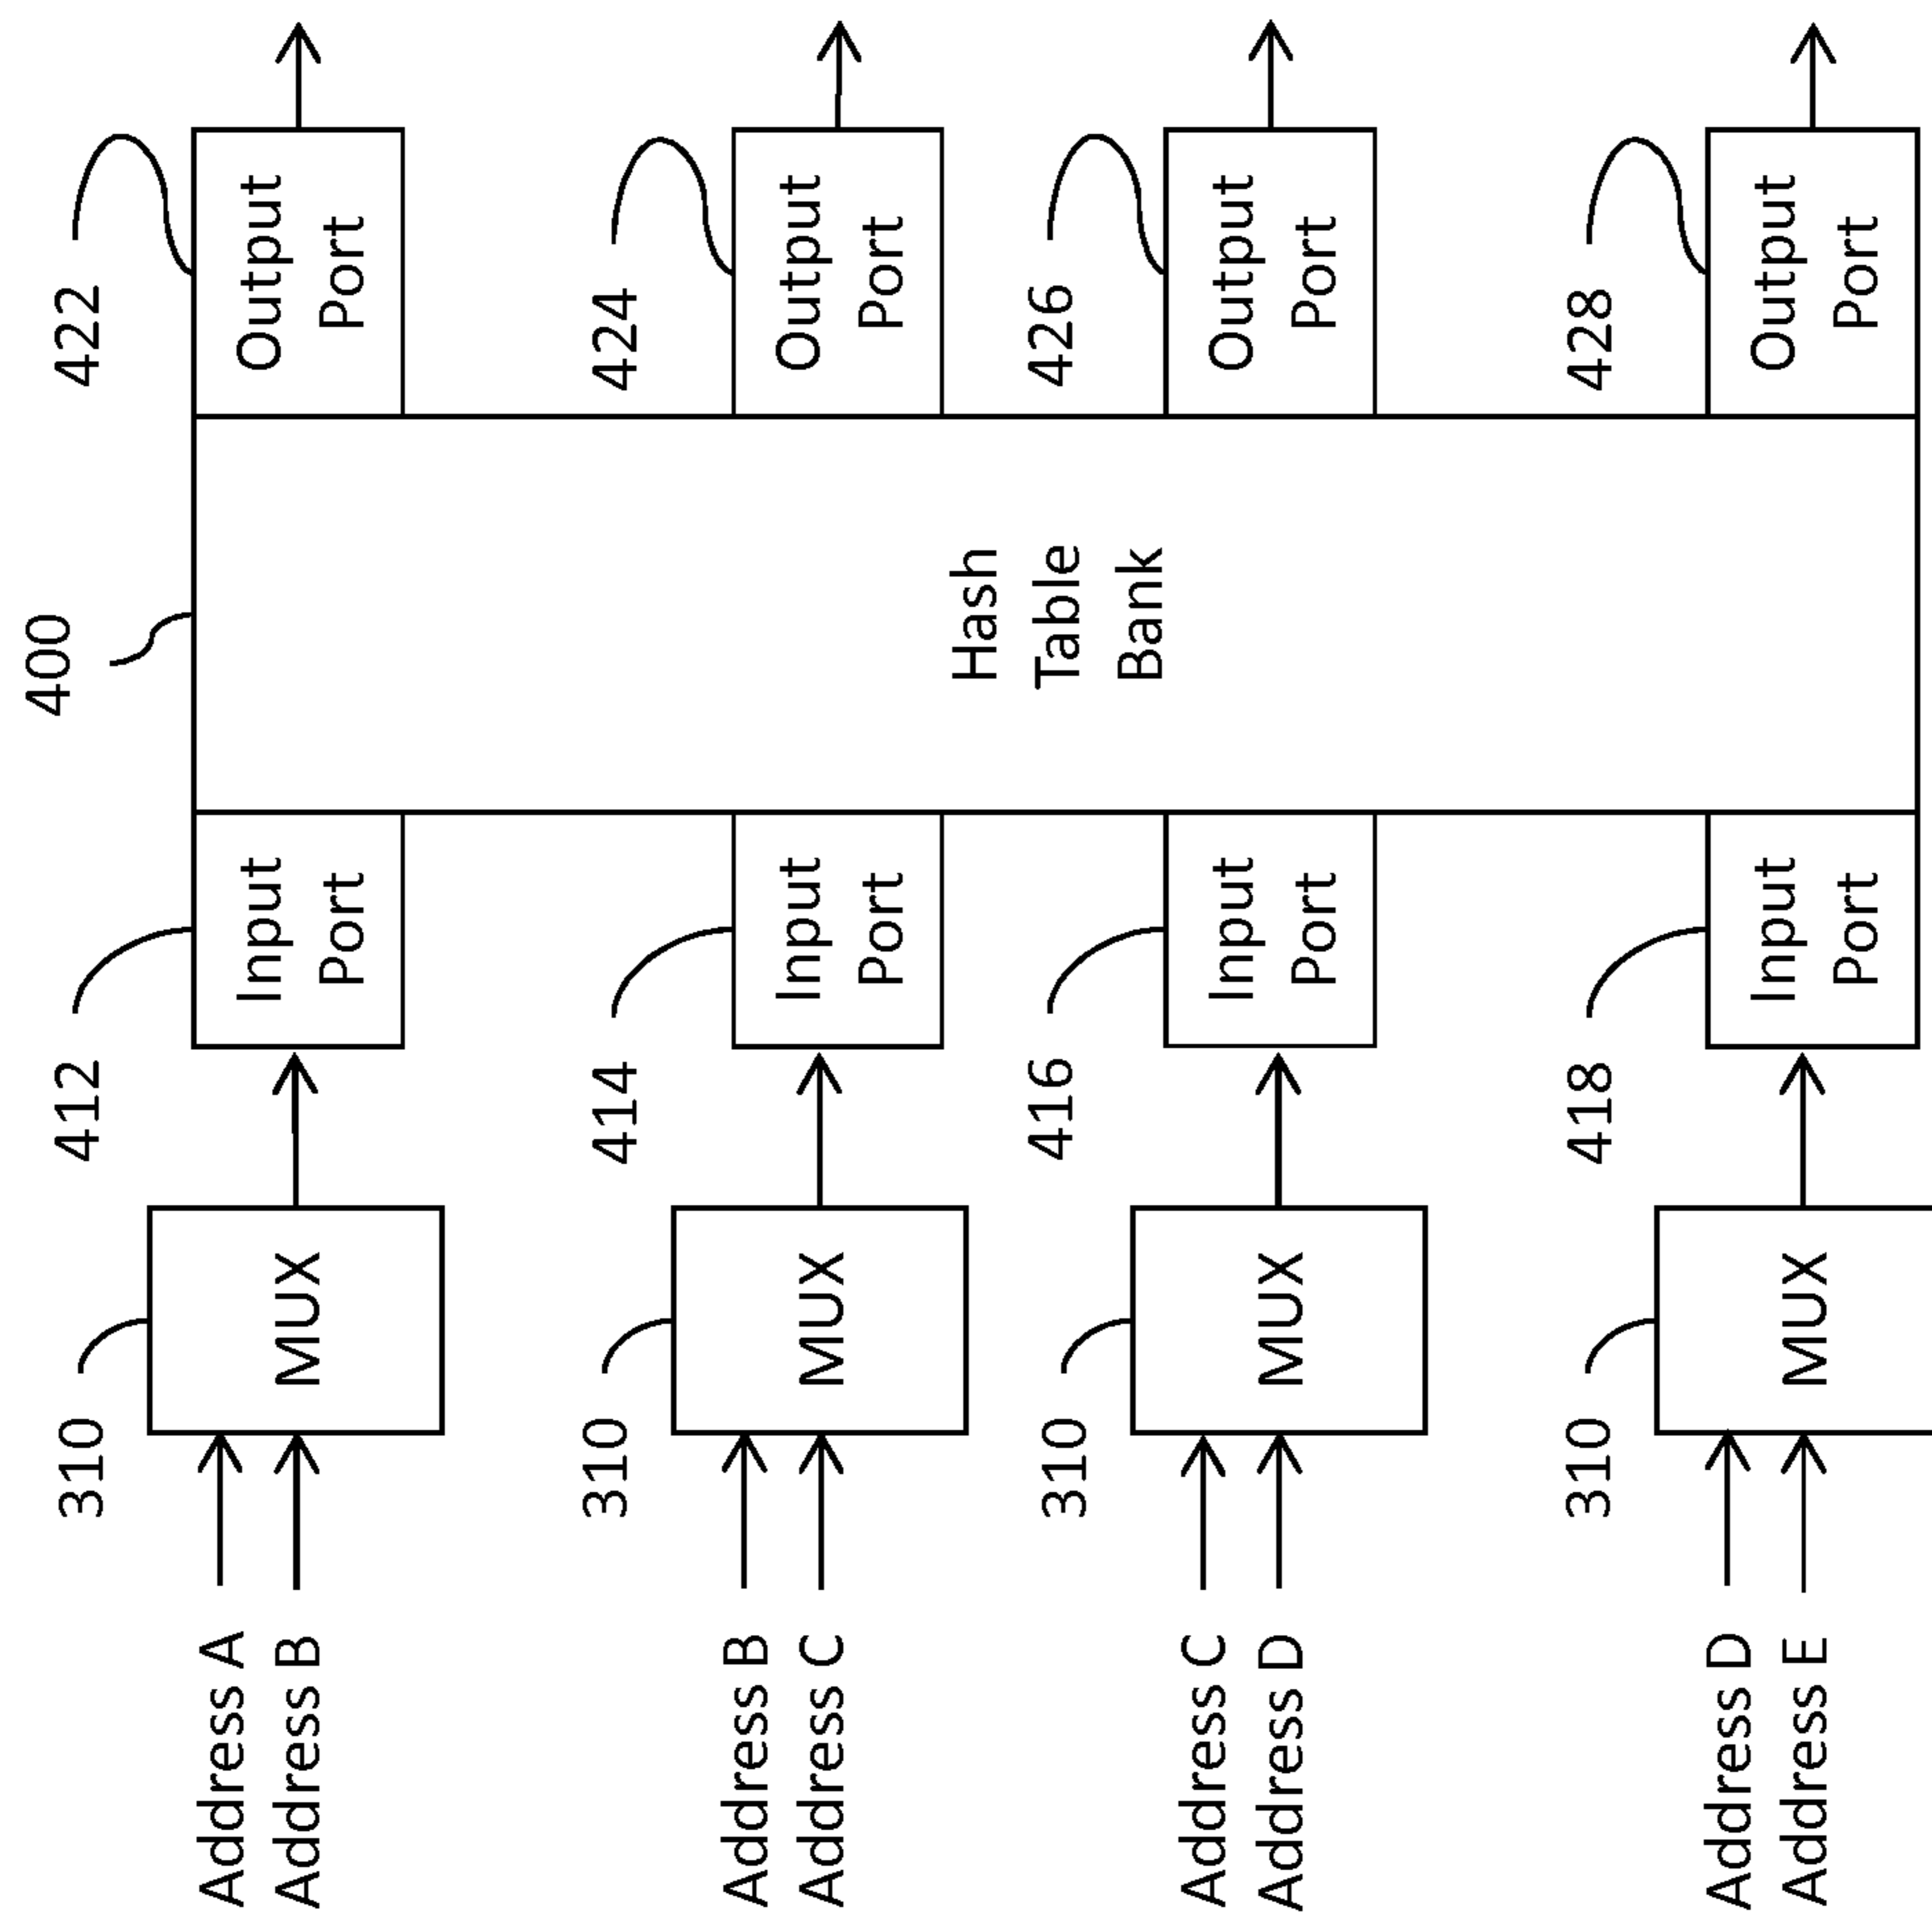 400
310
412
422
Address A
Address B
MUX
Input
Port
Output
Port
310
414
424
Address B
Address C
MUX
Input
Port
Output
Port
Hash
Table
Bank
310
416
426
Address C
Address D
MUX
Input
Port
Output
Port
310
418
428
Address D
Address E
MUX
Input
Port
Output
Port